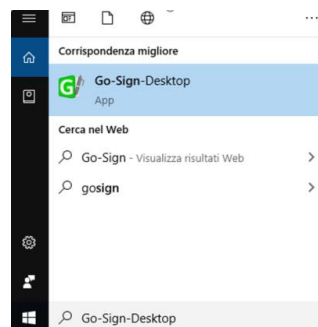 Corrispondenza migliore
Go-Sign-Desktop
App
Cerca nel Web
Go-Sign - Visualizza risultati Web
gosign
Go-Sign-Desktop